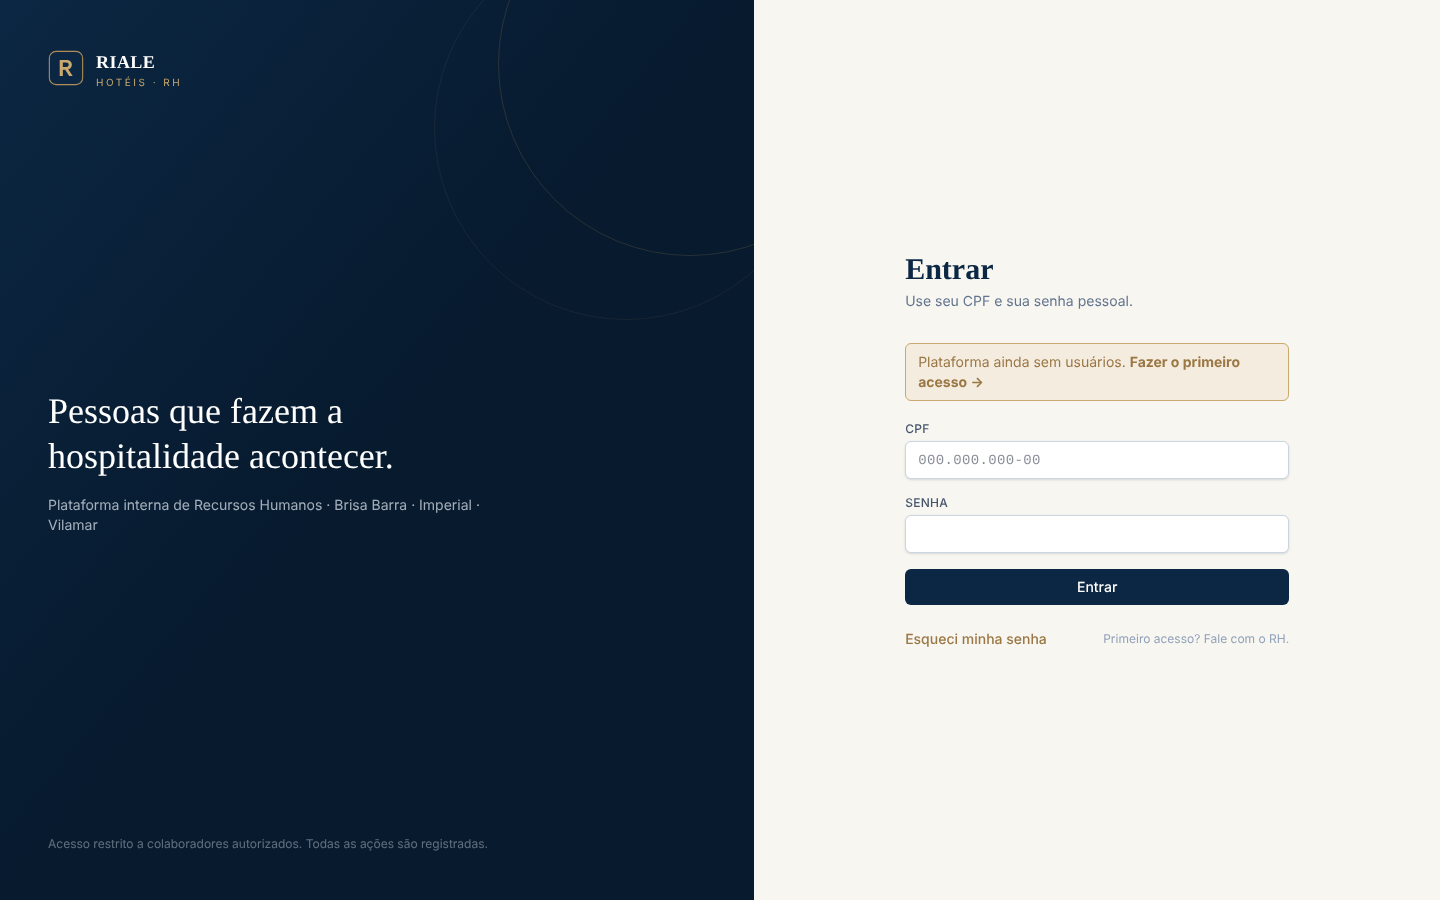 R
RIALE
HOTÉIS · RH
Pessoas que fazem a
hospitalidade acontecer.
Plataforma interna de Recursos Humanos · Brisa Barra · Imperial ·
Vilamar
Acesso restrito a colaboradores autorizados. Todas as ações são registradas.
Entrar
Use seu CPF e sua senha pessoal.
Plataforma ainda sem usuários. Fazer o primeiro
acesso →
CPF
000.000.000-00
SENHA
Entrar
Esqueci minha senha
Primeiro acesso? Fale com o RH.